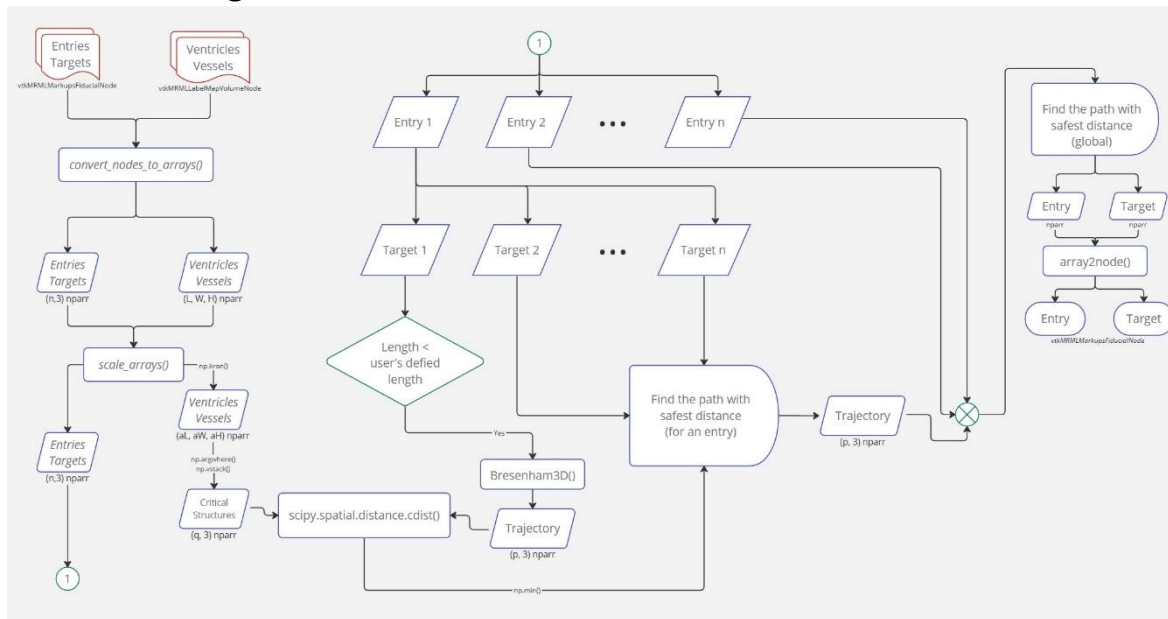 Entries
Targets
vtkMRMLMarkupsFiducialNode
Ventricles
Vessels
vtkMRMLLabelMapVolumeNode
convert_nodes_to_arrays()
Entries
Targets
(n,3) nparr
Ventricles
Vessels
(L, W, H) nparr
scale_arrays()
np.kron()
Ventricles
Vessels
(aL, aW, aH) nparr
Entries
Targets
(n,3) nparr
np.argwhere()
np.vstack()
Critical
Structures
(q, 3) nparr
1
1
Entry 1
Entry 2
•••
Entry n
Target 1
Target 2
•••
Target n
Length <
user's defied
length
Yes
Bresenham3D()
Trajectory
(p, 3) nparr
scipy.spatial.distance.cdist()
np.min()
Find the path with
safest distance
(for an entry)
Trajectory
(p, 3) nparr
Find the path with
safest distance
(global)
Entry
nparr
Target
nparr
array2node()
Entry
Target
vtkMRMLMarkupsFiducialNode